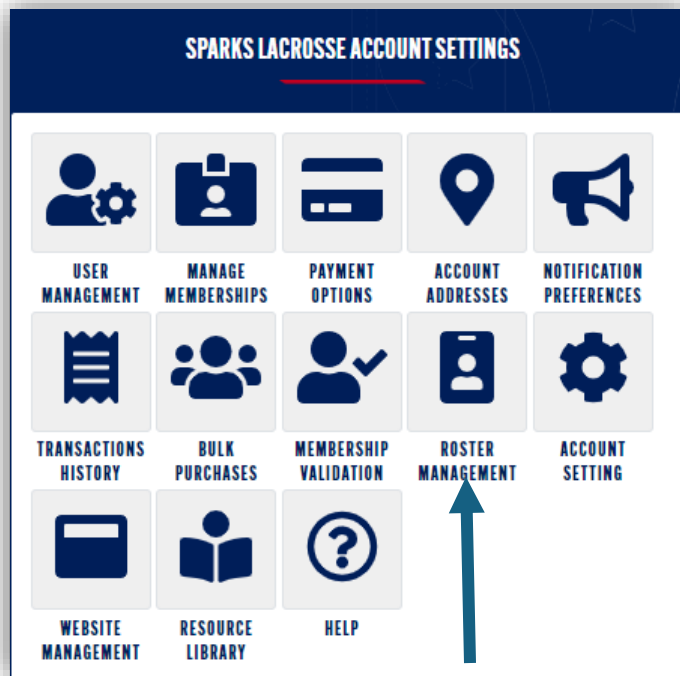 SPARKS LACROSSE ACCOUNT SETTINGS
USER
MANAGEMENT
MANAGE
MEMBERSHIPS
PAYMENT
OPTIONS
ACCOUNT
ADDRESSES
NOTIFICATION
PREFERENCES
TRANSACTIONS
HISTORY
BULK
PURCHASES
MEMBERSHIP
VALIDATION
ROSTER
MANAGEMENT
ACCOUNT
SETTING
WEBSITE
MANAGEMENT
RESOURCE
LIBRARY
?
HELP